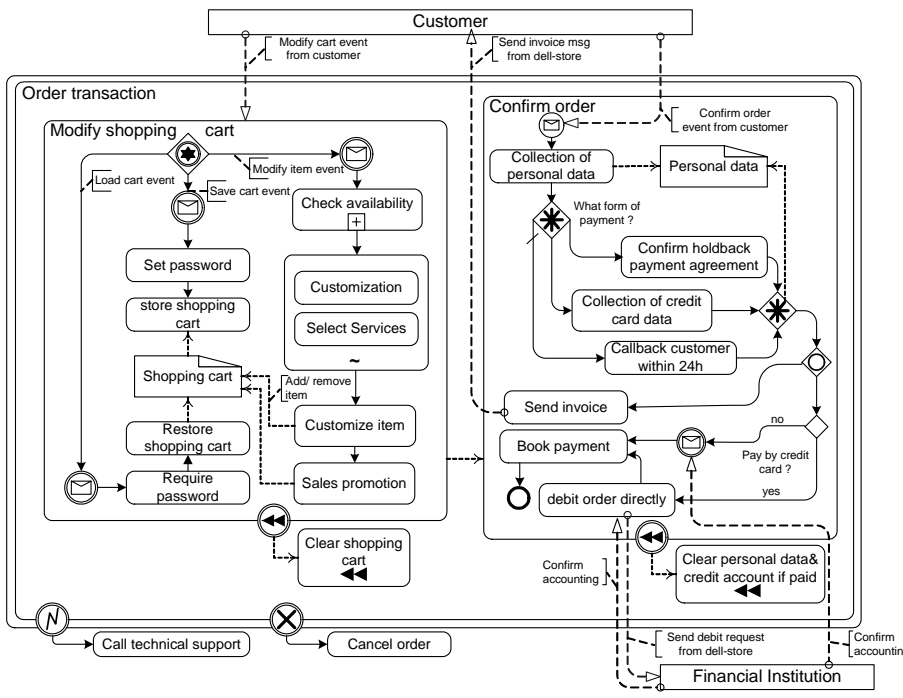 Customer
Modify cart event
from customer
Send invoice msg
from dell-store
Order transaction
Modify shopping cart
Load cart event
Save cart event
Modify item event
Check availability
Set password
store shopping
cart
Shopping cart
Restore
shopping cart
Require
password
Customization
Select Services
~
Add/ remove
item
Customize item
Sales promotion
Clear shopping
cart
Confirm order
Confirm order
event from customer
Collection of
personal data
Personal data
What form of
payment ?
Confirm holdback
payment agreement
Collection of credit
card data
Callback customer
within 24h
Send invoice
no
Book payment
Pay by credit
card ?
yes
debit order directly
Clear personal data&
credit account if paid
Confirm
accounting
Call technical support
Cancel order
Send debit request
from dell-store
Confirm
accountin
Financial Institution